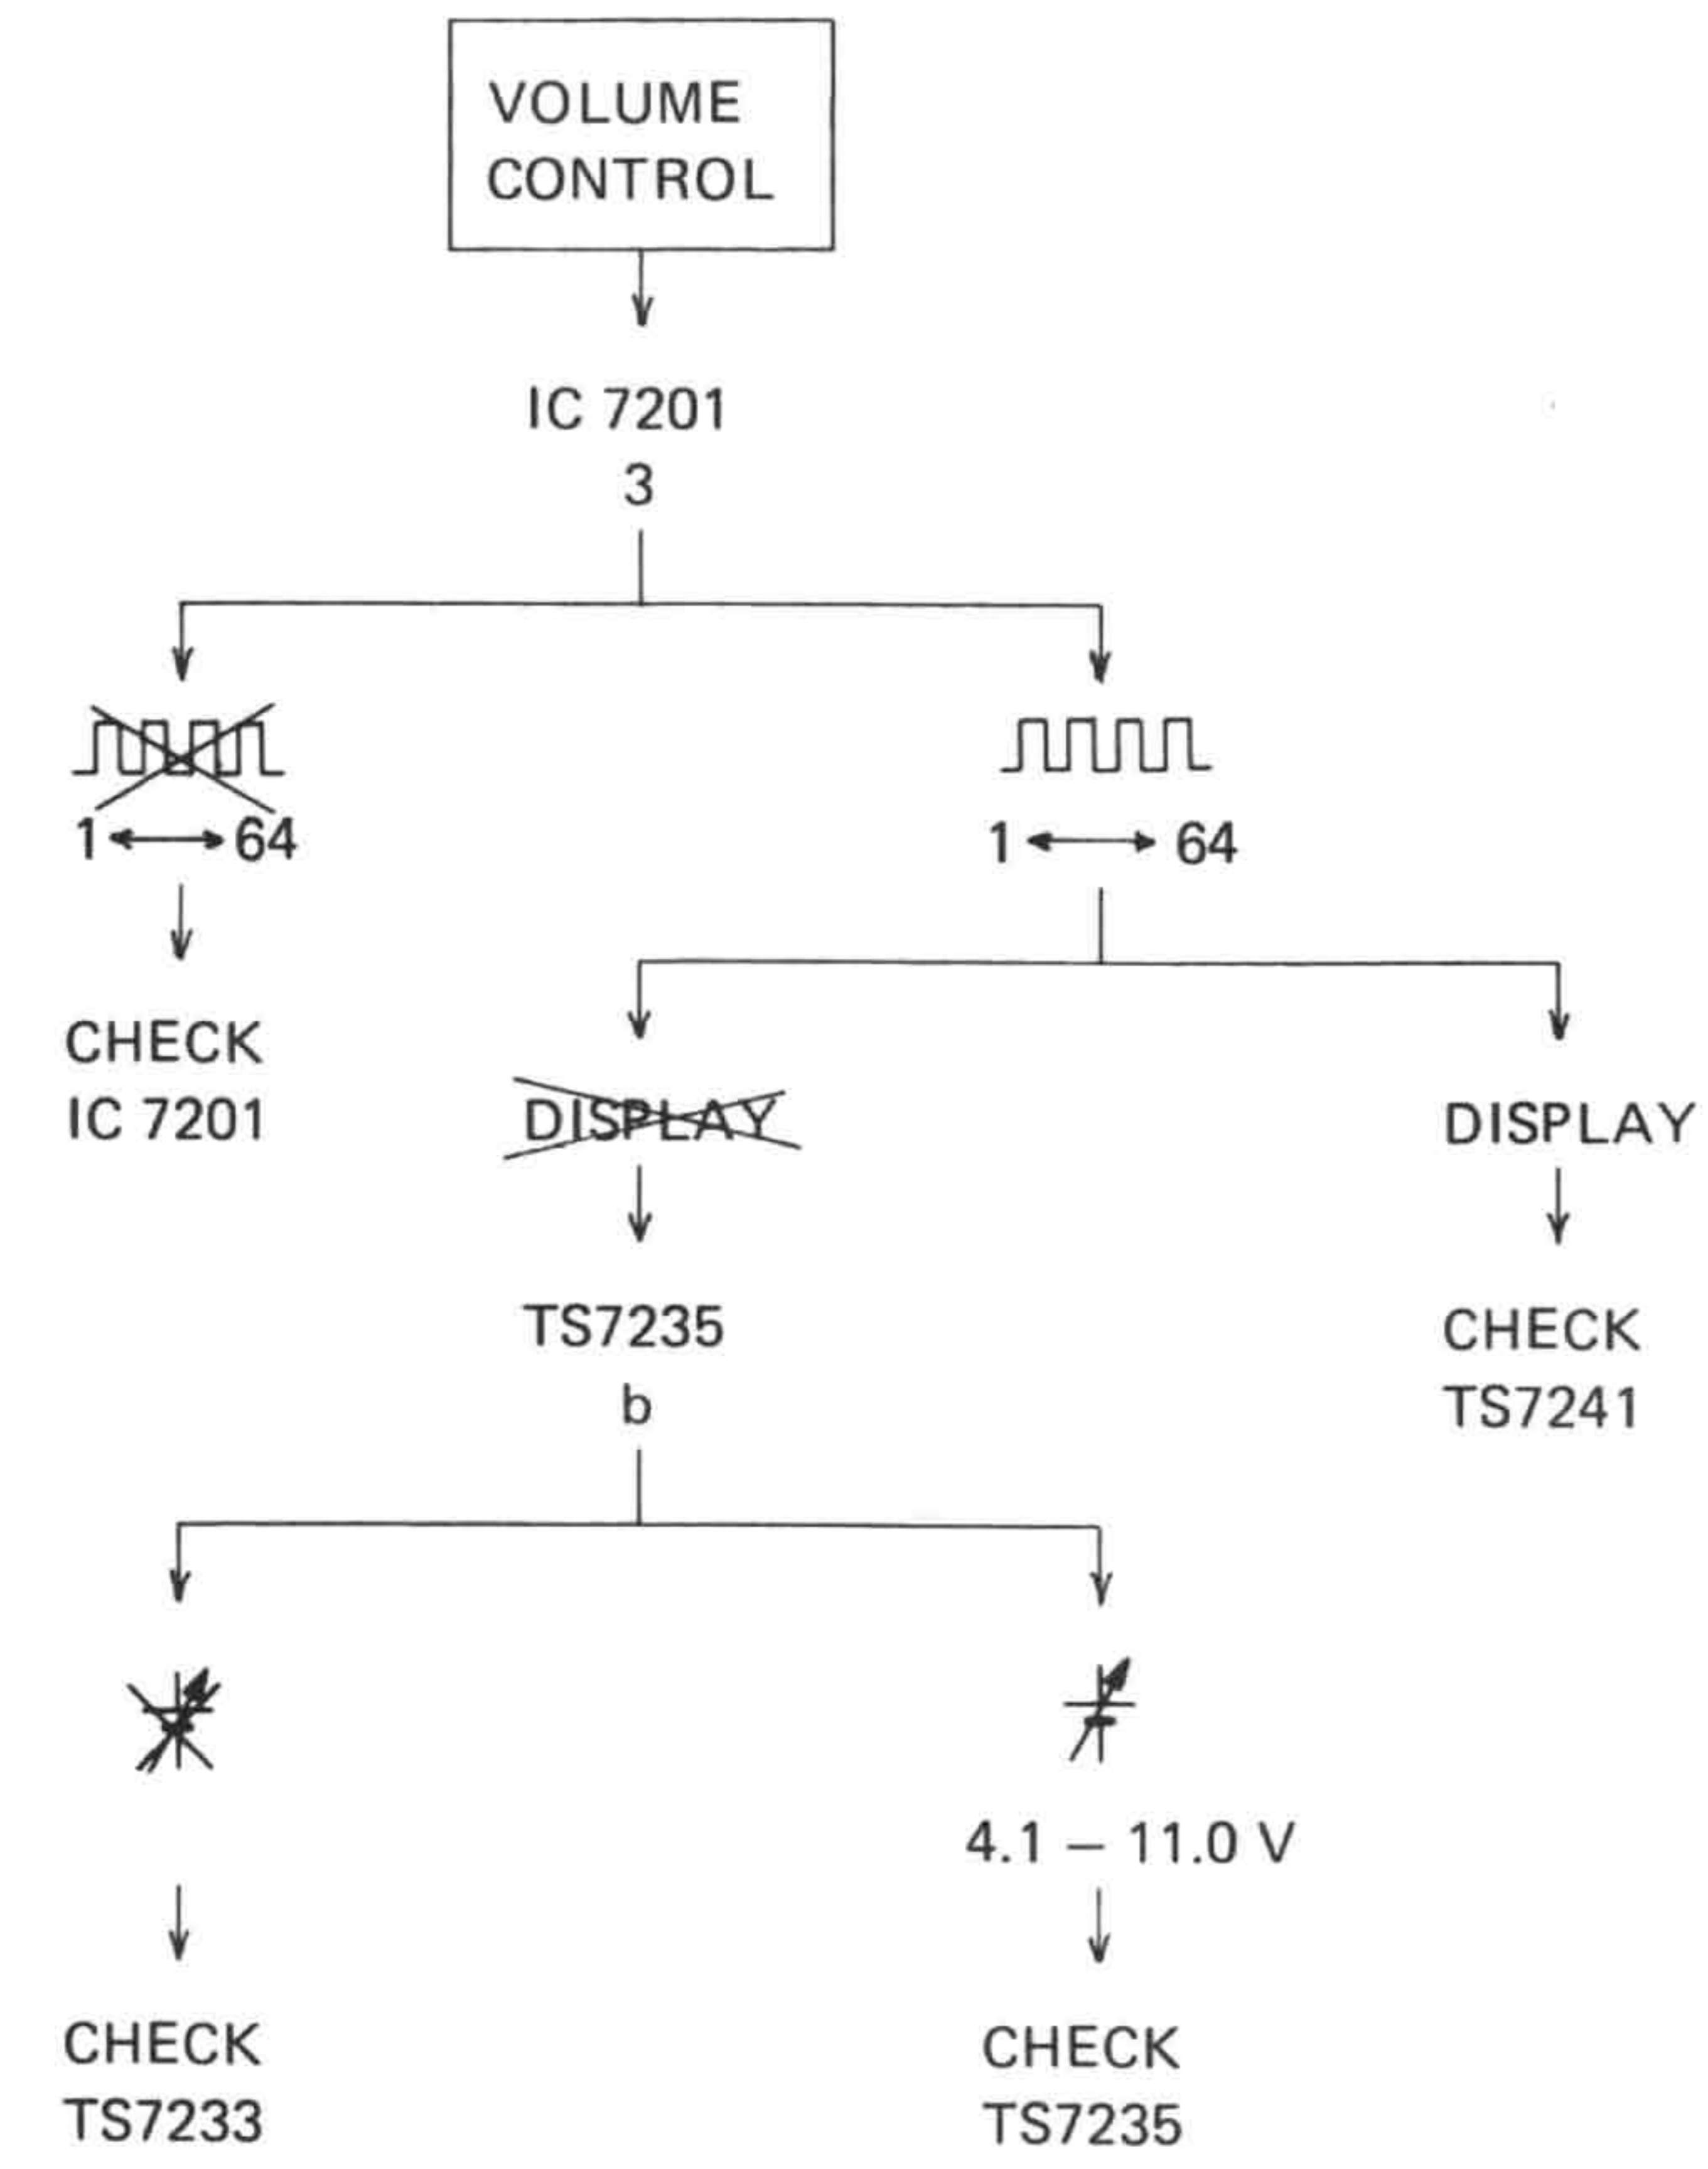 VOLUME
CONTROL
IC 7201
3
1 ↔ 64
1 ↔ 64
CHECK
IC 7201
DISPLAY
DISPLAY
TS7235
b
CHECK
TS7241
4.1 – 11.0 V
CHECK
TS7233
CHECK
TS7235